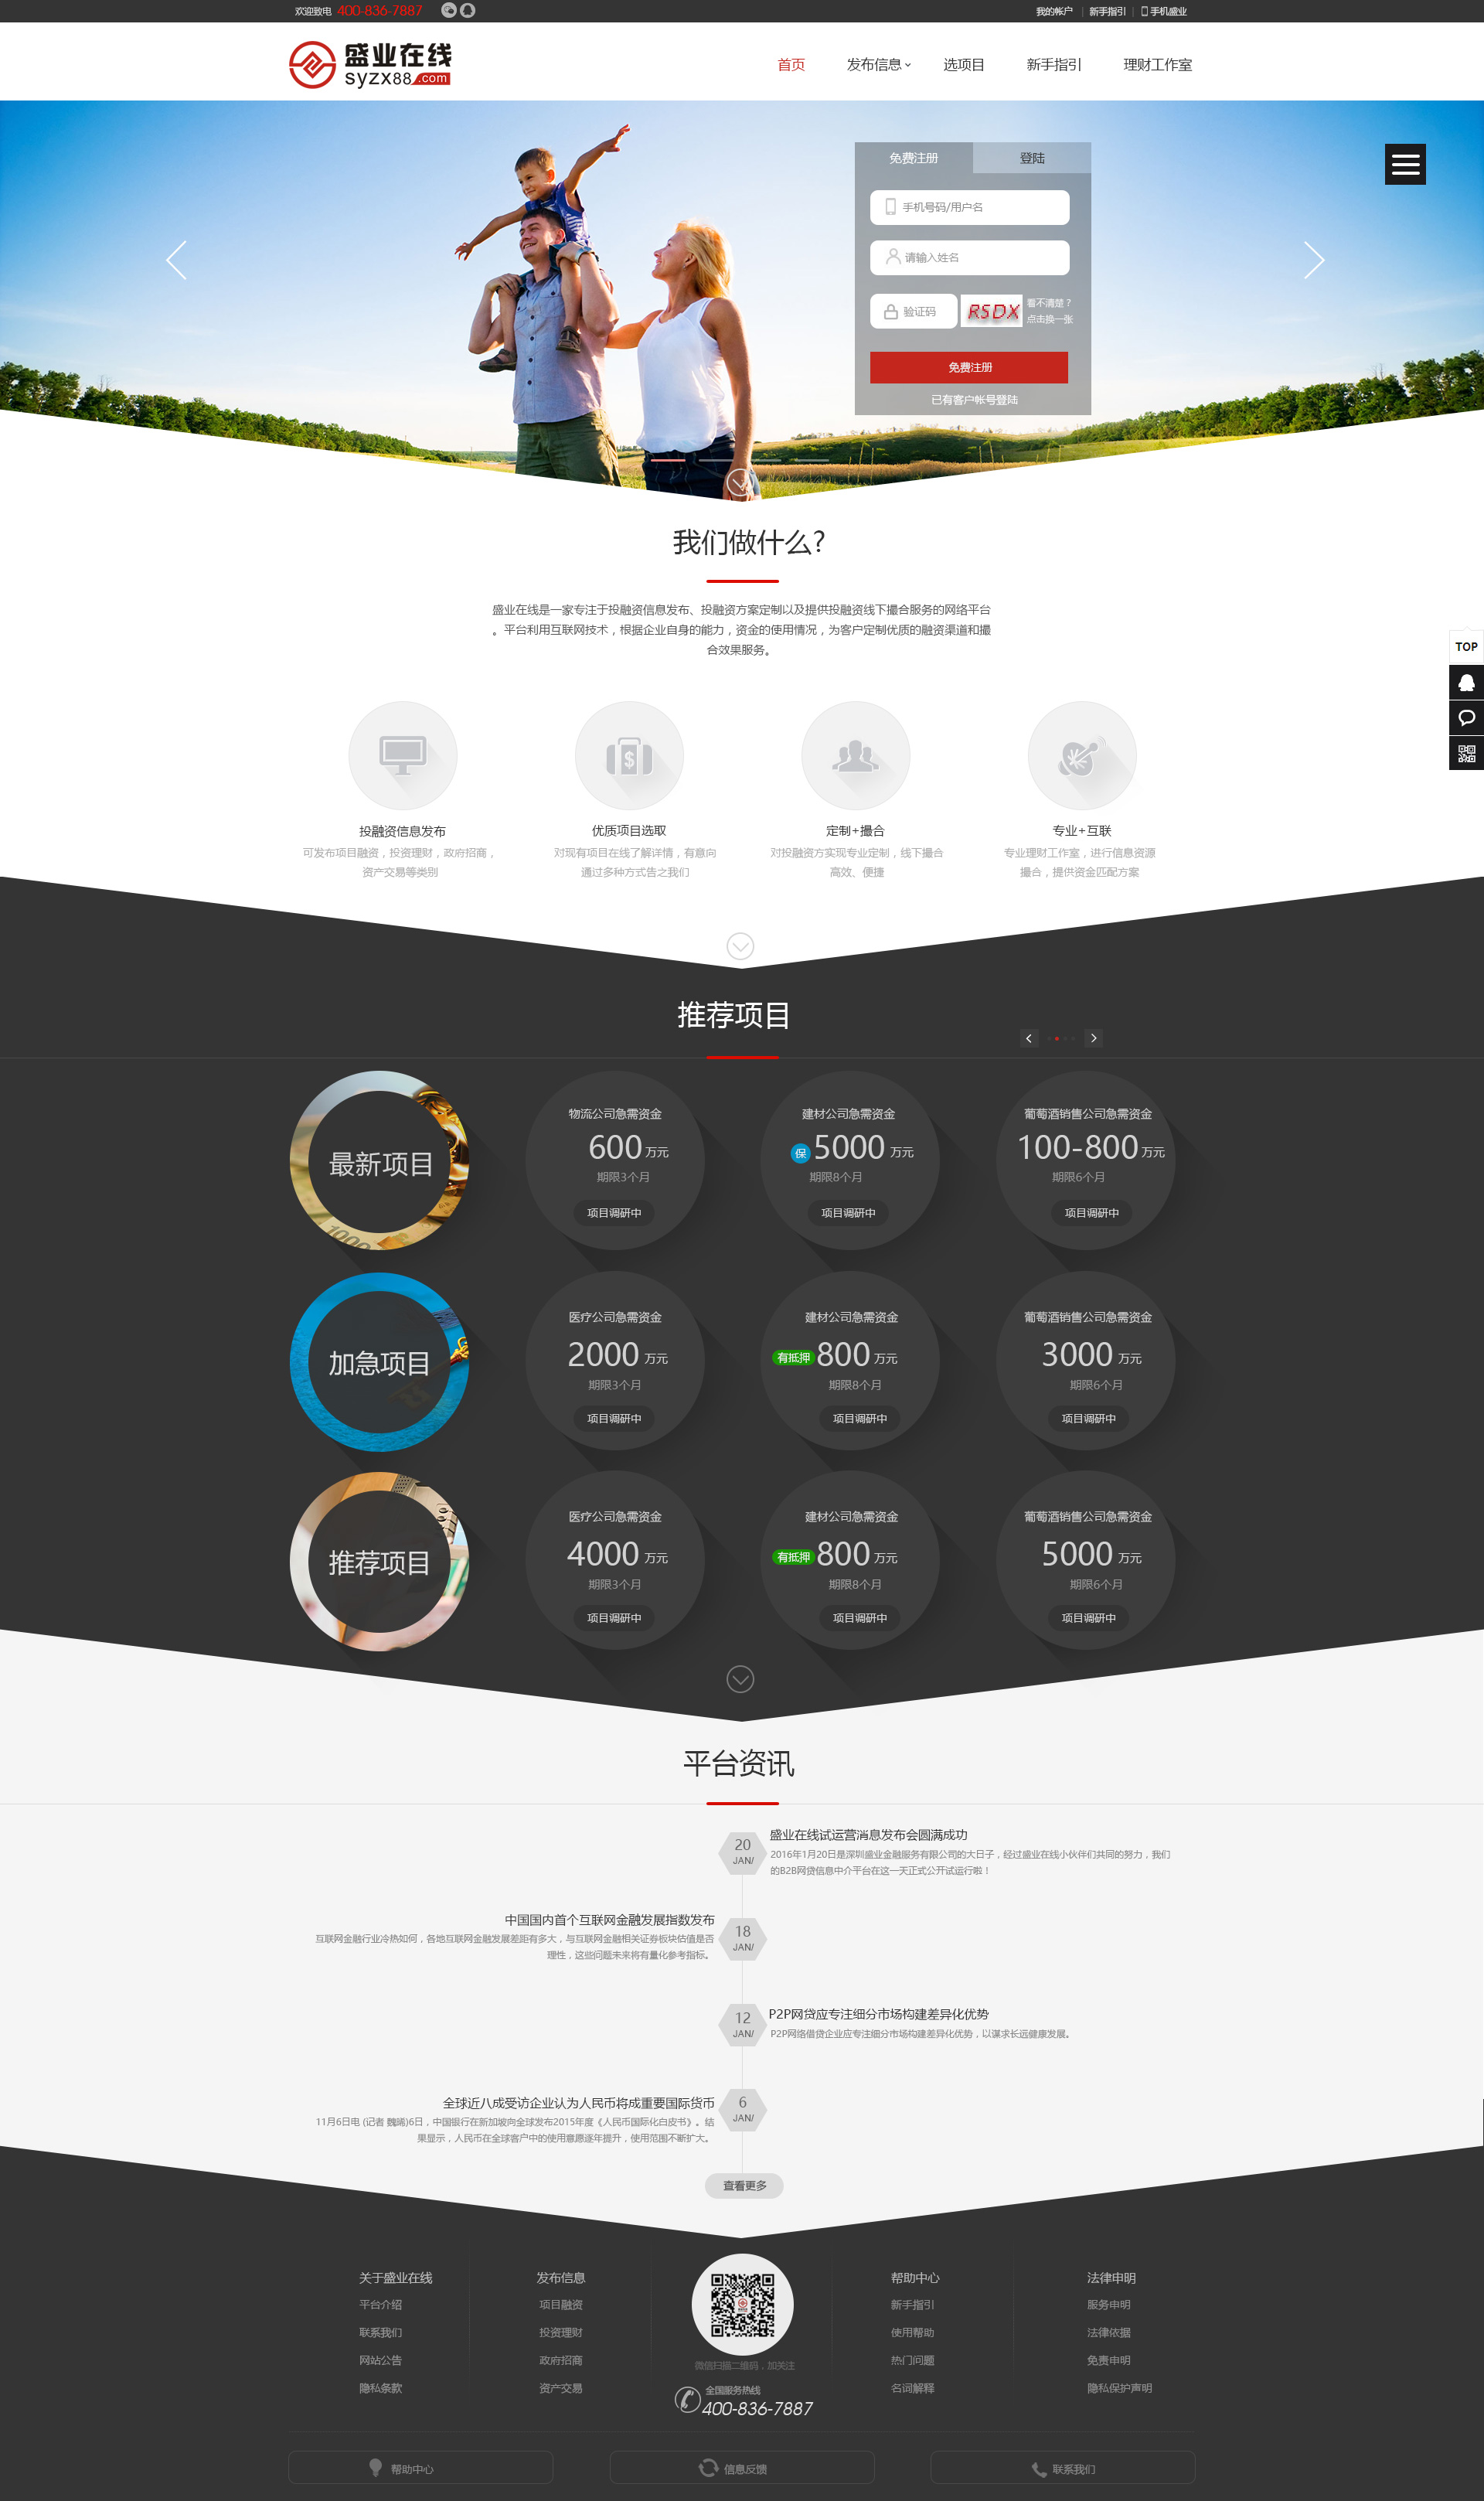 欢迎致电 400-836-7887
我的帐户 | 新手指引 | 手机盛业
盛业在线
syzx88.com
首页 发布信息 选项目 新手指引 理财工作室
免费注册 登陆
手机号码/用户名
请输入姓名
验证码 RSDX 看不清楚？
点击换一张
免费注册
已有客户帐号登陆
我们做什么?
盛业在线是一家专注于投融资信息发布、投融资方案定制以及提供投融资线下撮合服务的网络平台
。平台利用互联网技术，根据企业自身的能力，资金的使用情况，为客户定制优质的融资渠道和撮
合效果服务。
TOP
投融资信息发布
可发布项目融资，投资理财，政府招商，
资产交易等类别
优质项目选取
对现有项目在线了解详情，有意向
通过多种方式告之我们
定制+撮合
对投融资方实现专业定制，线下撮合
高效、便捷
专业+互联
专业理财工作室，进行信息资源
撮合，提供资金匹配方案
推荐项目
最新项目
物流公司急需资金
600 万元
期限3个月
项目调研中
建材公司急需资金
保 5000 万元
期限8个月
项目调研中
葡萄酒销售公司急需资金
100-800 万元
期限6个月
项目调研中
加急项目
医疗公司急需资金
2000 万元
期限3个月
项目调研中
建材公司急需资金
有抵押 800 万元
期限8个月
项目调研中
葡萄酒销售公司急需资金
3000 万元
期限6个月
项目调研中
推荐项目
医疗公司急需资金
4000 万元
期限3个月
项目调研中
建材公司急需资金
有抵押 800 万元
期限8个月
项目调研中
葡萄酒销售公司急需资金
5000 万元
期限6个月
项目调研中
平台资讯
20
JAN/
盛业在线试运营消息发布会圆满成功
2016年1月20日是深圳盛业金融服务有限公司的大日子，经过盛业在线小伙伴们共同的努力，我们
的B2B网贷信息中介平台在这一天正式公开试运行啦！
18
JAN/
中国国内首个互联网金融发展指数发布
互联网金融行业冷热如何，各地互联网金融发展差距有多大，与互联网金融相关证券板块估值是否
理性，这些问题未来将有量化参考指标。
12
JAN/
P2P网贷应专注细分市场构建差异化优势
P2P网络借贷企业应专注细分市场构建差异化优势，以谋求长远健康发展。
6
JAN/
全球近八成受访企业认为人民币将成重要国际货币
11月6日电 (记者 魏晞)6日，中国银行在新加坡向全球发布2015年度《人民币国际化白皮书》。结
果显示，人民币在全球客户中的使用意愿逐年提升，使用范围不断扩大。
查看更多
关于盛业在线
平台介绍
联系我们
网站公告
隐私条款
发布信息
项目融资
投资理财
政府招商
资产交易
微信扫描二维码，加关注
全国服务热线
400-836-7887
帮助中心
新手指引
使用帮助
热门问题
名词解释
法律申明
服务申明
法律依据
免责申明
隐私保护声明
帮助中心 信息反馈 联系我们